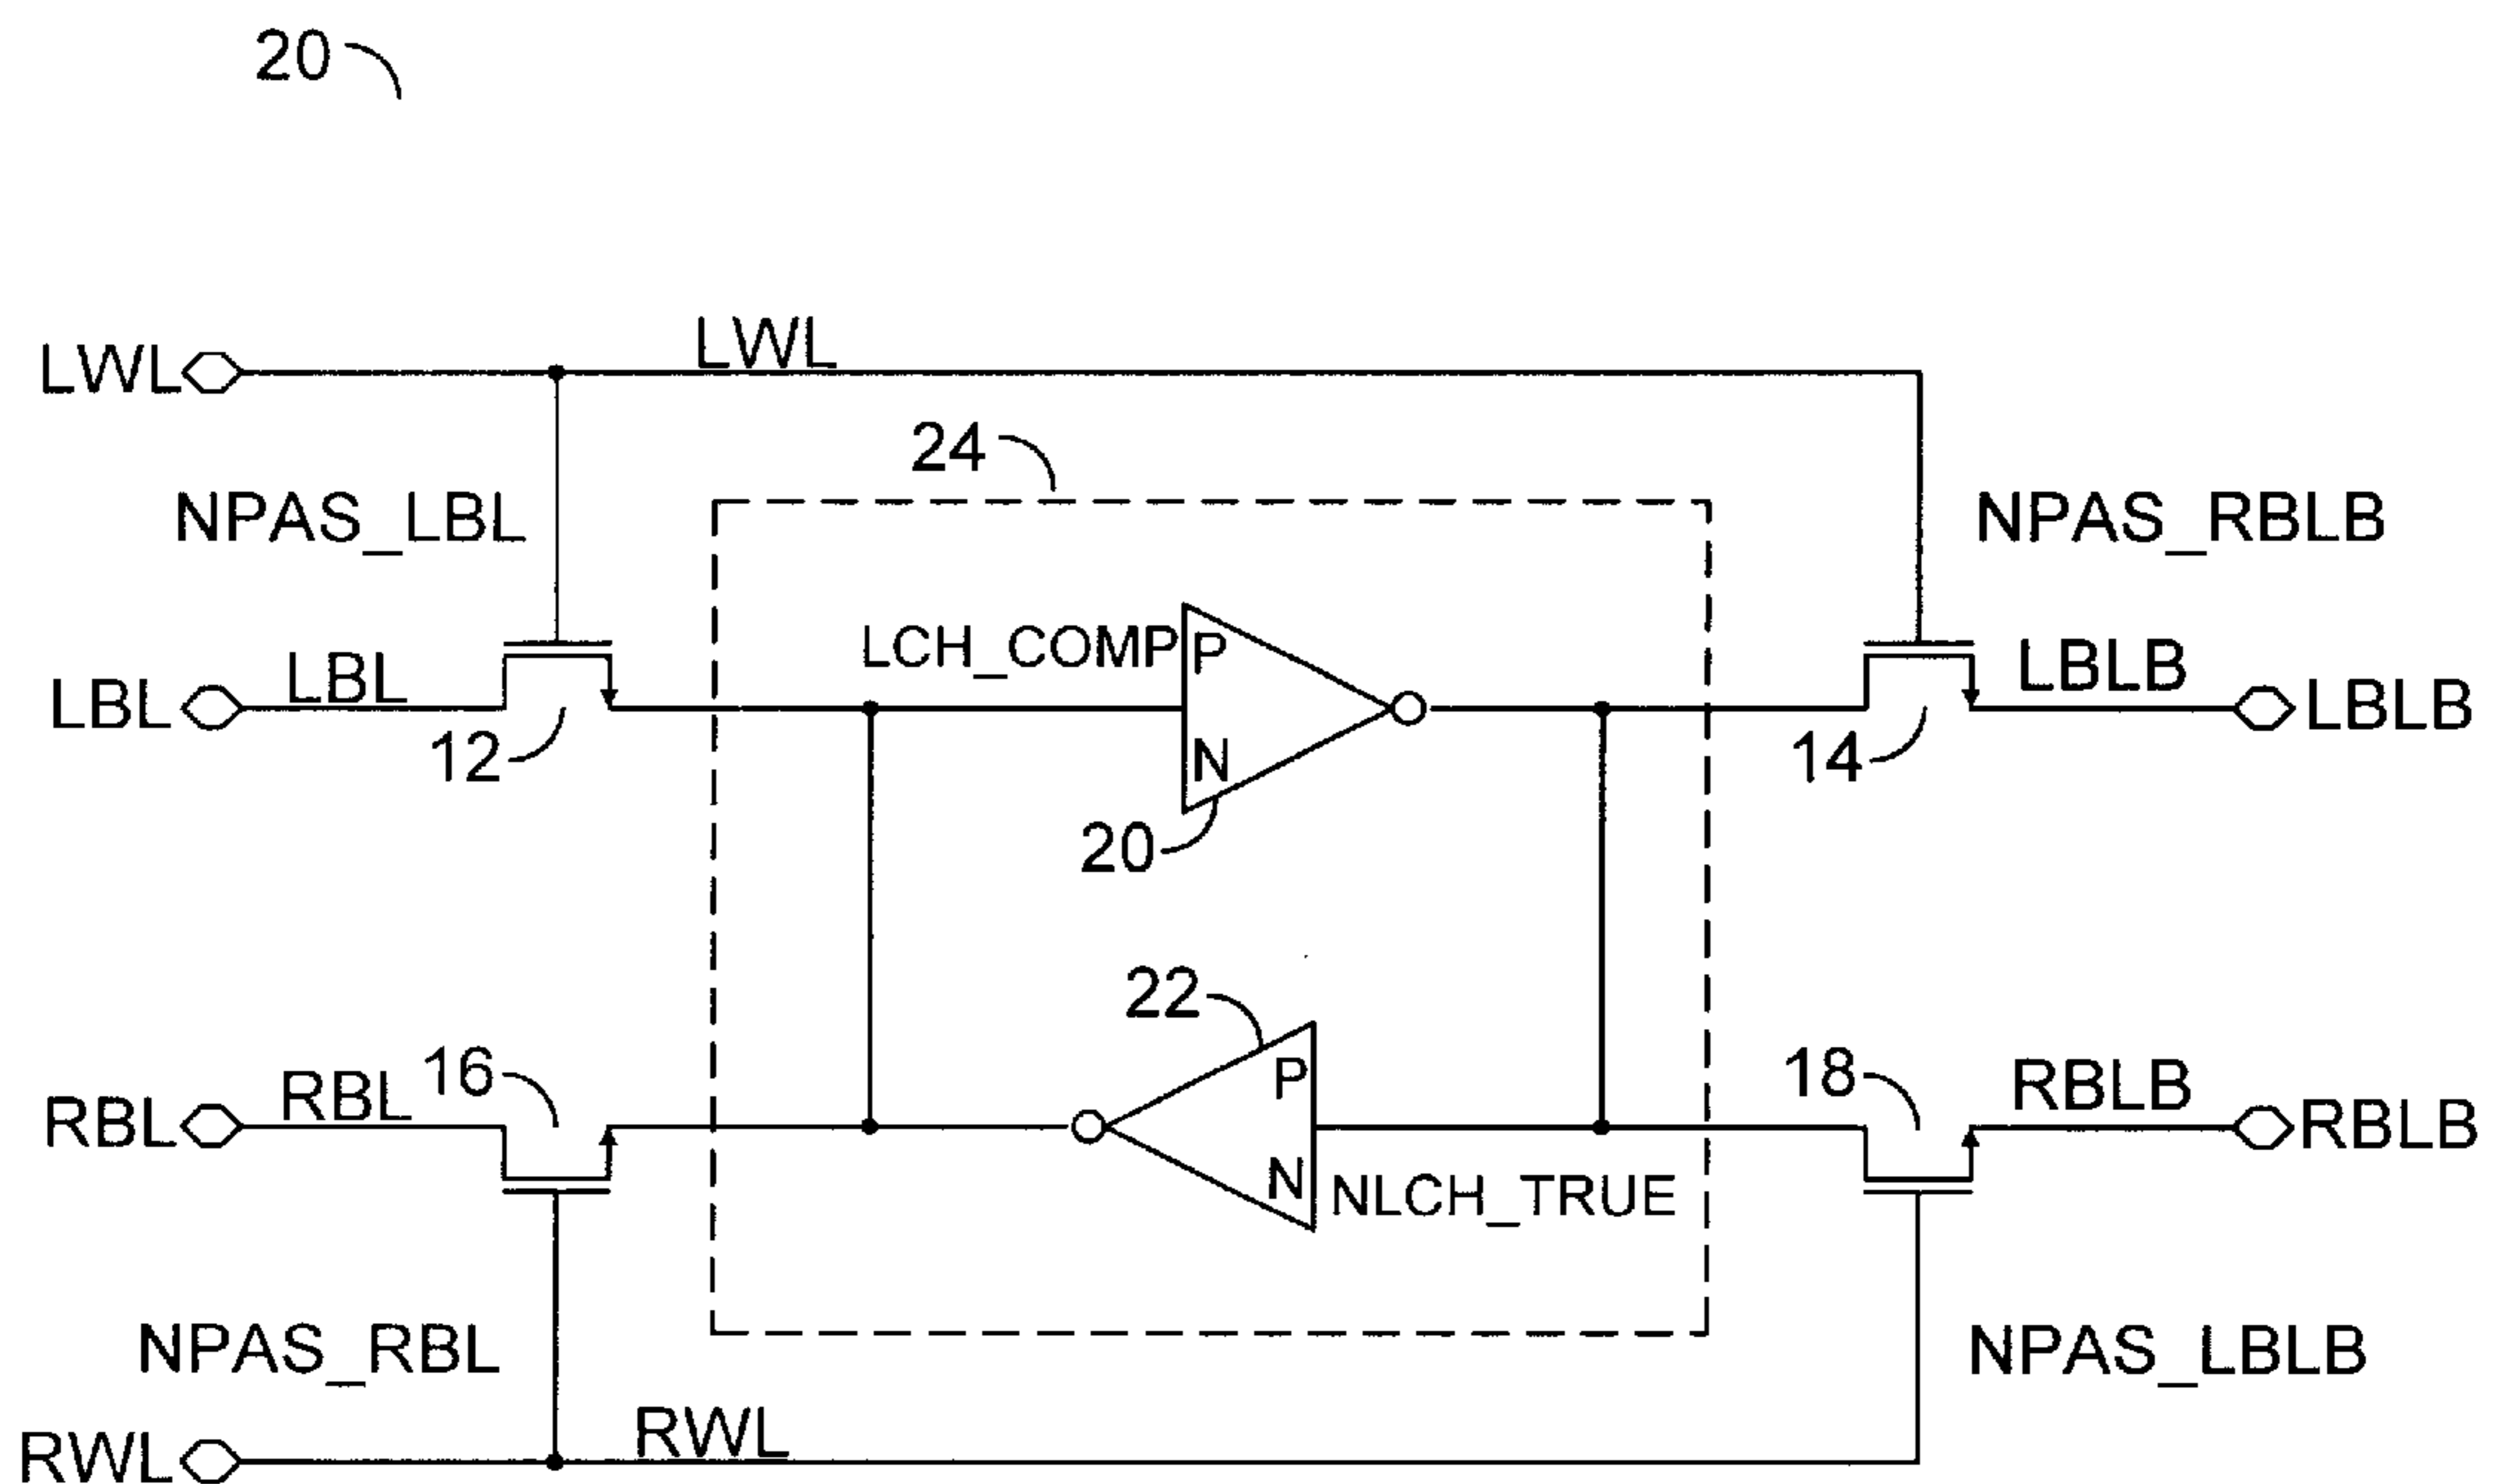 20
LWL
LWL
24
NPAS_LBL
NPAS_RBLB
LCH_COMP
P
LBL
LBL
LBLB
LBLB
12
N
14
20
22
16
18
P
RBL
RBL
RBLB
RBLB
N
NLCH_TRUE
NPAS_RBL
NPAS_LBLB
RWL
RWL